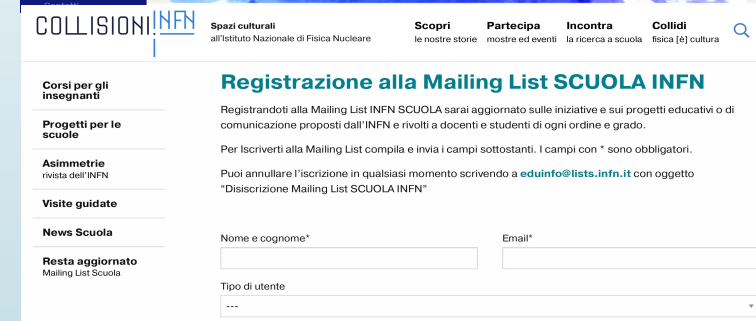 COLLISIONI INFN
Spazi culturali
all'Istituto Nazionale di Fisica Nucleare
Scopri
le nostre storie
Partecipa
mostre ed eventi
Incontra
la ricerca a scuola
Collidi
fisica [è] cultura
Corsi per gli
insegnanti
Progetti per le
scuole
Asimmetrie
rivista dell'INFN
Visite guidate
News Scuola
Resta aggiornato
Mailing List Scuola
Registrazione alla Mailing List SCUOLA INFN
Registrandoti alla Mailing List INFN SCUOLA sarai aggiornato sulle iniziative e sui progetti educativi o di
comunicazione proposti dall'INFN e rivolti a docenti e studenti di ogni ordine e grado.
Per Iscriverti alla Mailing List compila e invia i campi sottostanti. I campi con * sono obbligatori.
Puoi annullare l'iscrizione in qualsiasi momento scrivendo a eduinfo@lists.infn.it con oggetto
"Disiscrizione Mailing List SCUOLA INFN"
Nome e cognome*
Email*
Tipo di utente
---